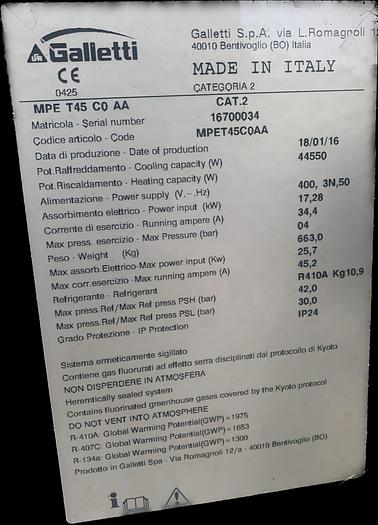 Galletti
Galletti S.p.A. via L.Romagnoli
40010 Bentivoglio (BO) Italia
CE
0425
MADE IN ITALY
CATEGORIA 2
MPE T45 C0 AA
CAT.2
Matricola - Serial number
16700034
Codice articolo - Code
MPET45C0AA
Data di produzione - Date of production
18/01/16
Pot.Raffreddamento - Cooling capacity (W)
44550
Pot.Riscaldamento - Heating capacity (W)
Alimentazione - Power supply (V,~,Hz)
400, 3N,50
Assorbimento elettrico - Power input (kW)
17,28
Corrente di esercizio - Running ampere (A)
34,4
Max press. esercizio - Max Pressure (bar)
04
Peso - Weight (Kg)
663,0
Max assorb.Elettrico-Max power input (Kw)
25,7
Max corr.esercizio -Max running ampere (A)
45,2
Refrigerante - Refrigerant
R410A Kg10,9
Max press.Ref/Max Ref press PSH (bar)
42,0
Max press.Ref/Max Ref press PSL (bar)
30,0
Grado Protezione - IP Protection
IP24
Sistema ermeticamente sigillato
Contiene gas fluorurati ad effetto serra disciplinati dal protocollo di Kyoto
NON DISPERDERE IN ATMOSFERA
Heremtically sealed system
Contains fluorinated greenhouse gases covered by the Kyoto protocol
DO NOT VENT INTO ATMOSPHERE
R-410A: Global Warming Potential(GWP)=1975
R-407C: Global Warming Potential(GWP)=1653
R-134a: Global Warming Potential(GWP)=1300
Prodotto in Galletti Spa - Via Romagnoli 12/a - 40010 Bentivoglio (BO)